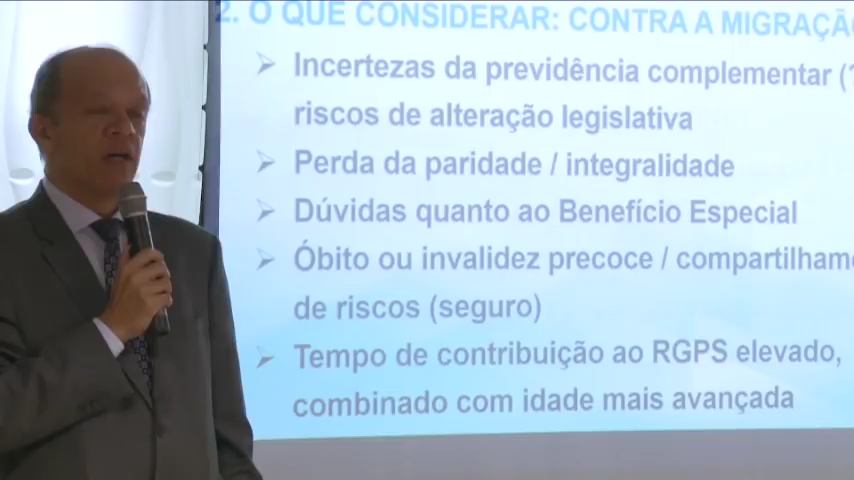 2. O QUE CONSIDERAR: CONTRA A MIGRAÇÃ
Incertezas da previdência complementar (?
riscos de alteração legislativa
Perda da paridade / integralidade
Dúvidas quanto ao Benefício Especial
Óbito ou invalidez precoce / compartilham
de riscos (seguro)
Tempo de contribuição ao RGPS elevado,
combinado com idade mais avançada